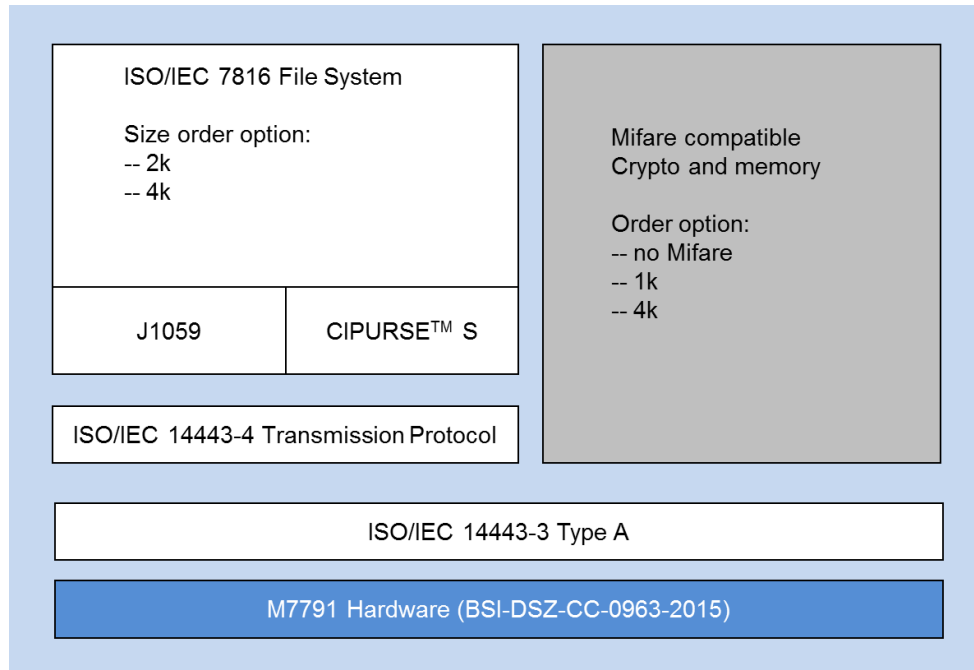 ISO/IEC 7816 File System
Size order option:
-- 2k
-- 4k
J1059
CIPURSE™ S
ISO/IEC 14443-4 Transmission Protocol
Mifare compatible
Crypto and memory
Order option:
-- no Mifare
-- 1k
-- 4k
ISO/IEC 14443-3 Type A
M7791 Hardware (BSI-DSZ-CC-0963-2015)